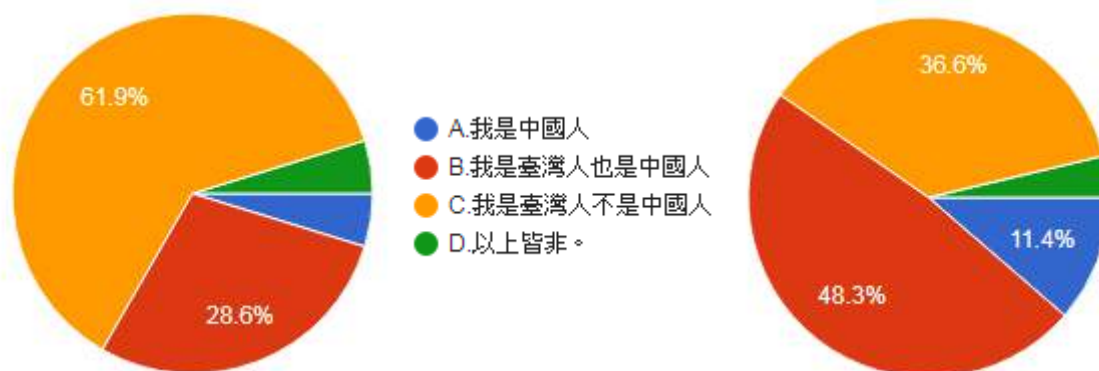 61.9%
28.6%
A.我是中國人
B.我是臺灣人也是中國人
C.我是臺灣人不是中國人
D.以上皆非。
36.6%
11.4%
48.3%